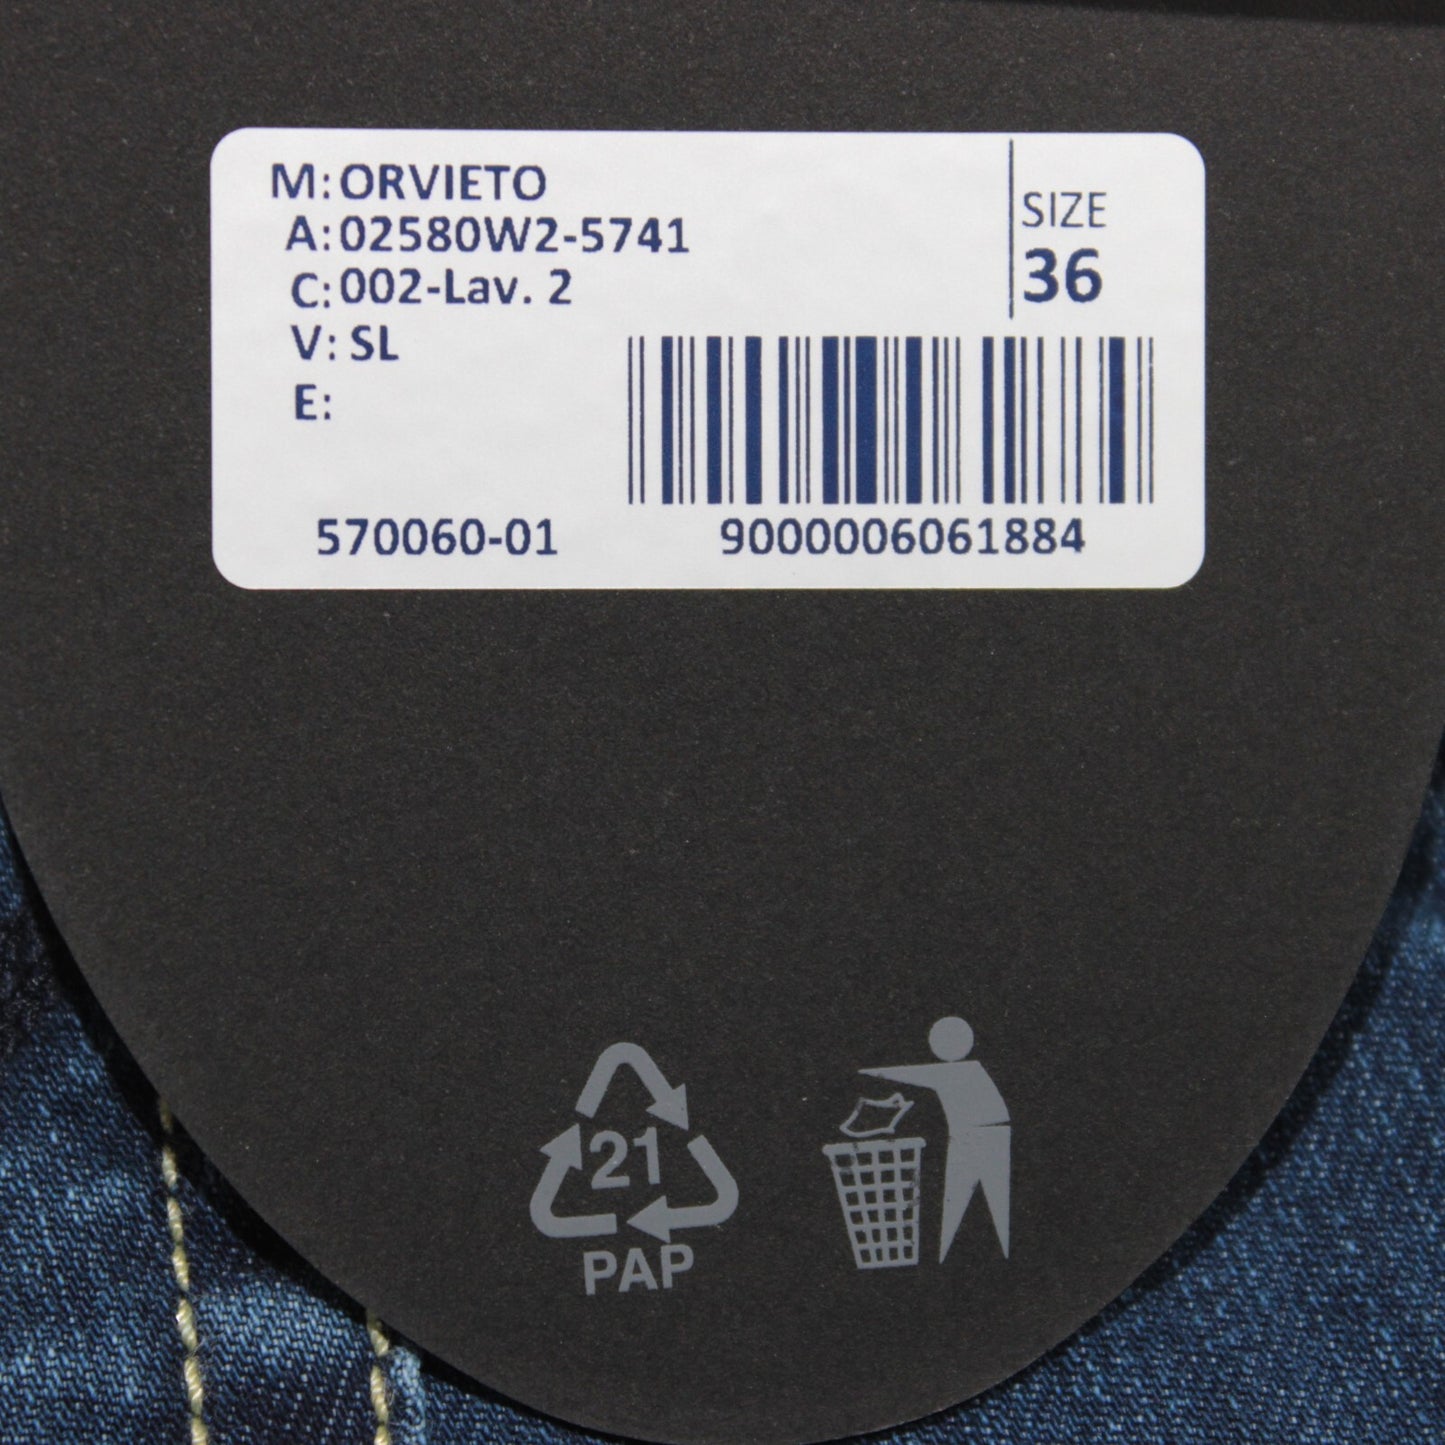 M: ORVIETO
A: 02580W2-5741
C: 002-Lav. 2
V: SL
E:
SIZE
36
570060-01
9000006061884
21
PAP